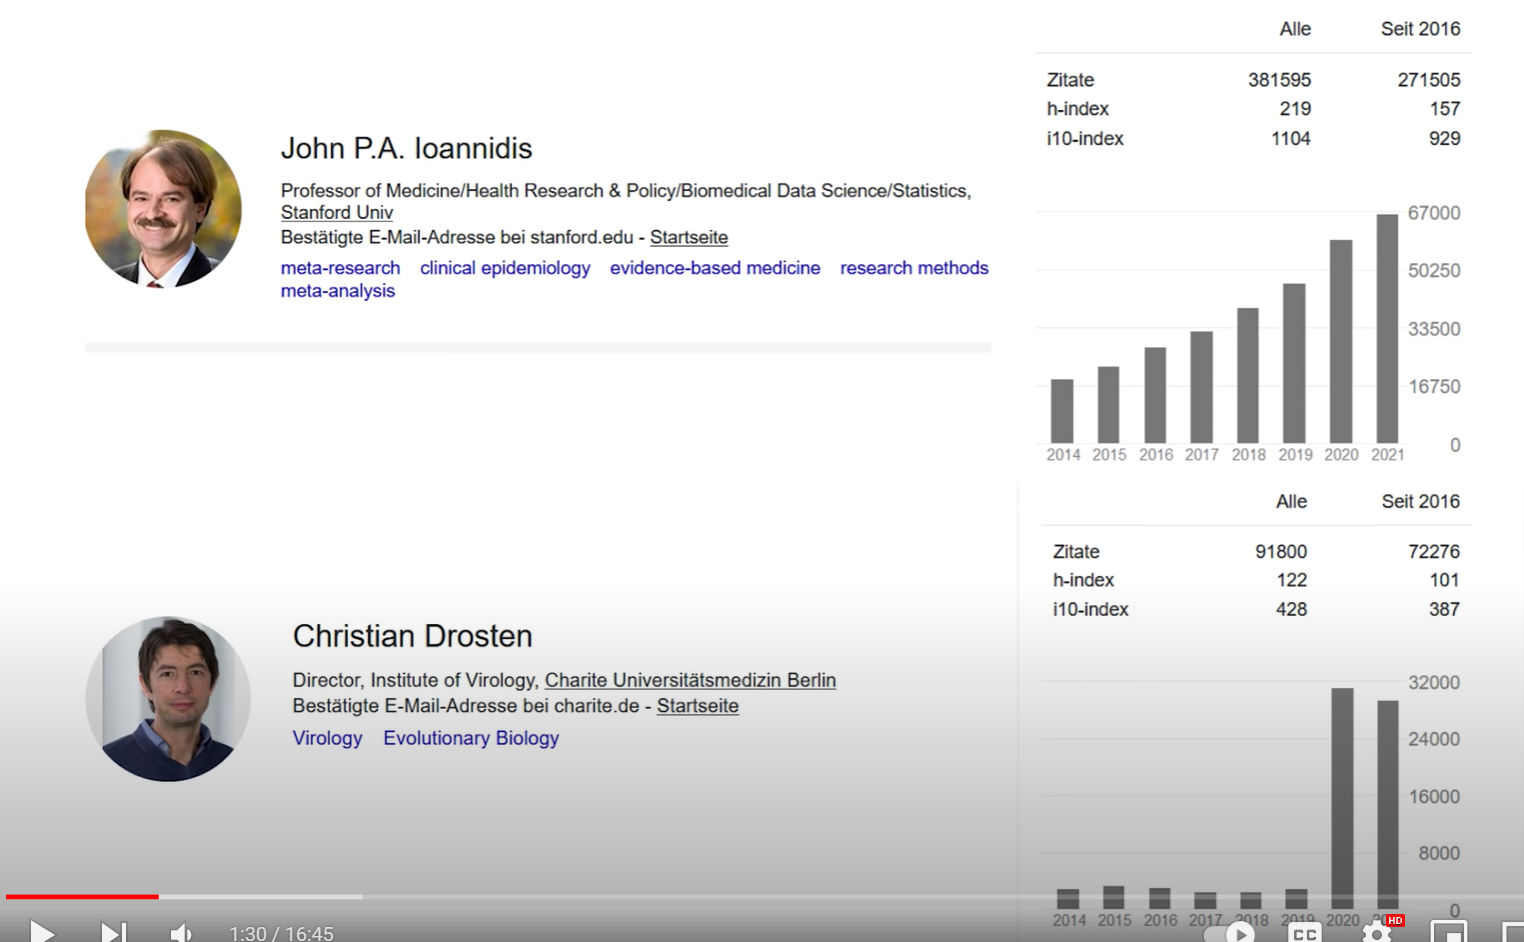 Alle Seit 2016
Zitate 381595 271505
h-index 219 157
i10-index 1104 929
John P.A. Ioannidis
Professor of Medicine/Health Research & Policy/Biomedical Data Science/Statistics,
Stanford Univ
Bestätigte E-Mail-Adresse bei stanford.edu - Startseite
meta-research clinical epidemiology evidence-based medicine research methods
meta-analysis
67000
50250
33500
16750
0
2014 2015 2016 2017 2018 2019 2020 2021
Alle Seit 2016
Zitate 91800 72276
h-index 122 101
i10-index 428 387
Christian Drosten
Director, Institute of Virology, Charite Universitätsmedizin Berlin
Bestätigte E-Mail-Adresse bei charite.de - Startseite
Virology Evolutionary Biology
32000
24000
16000
8000
0
2014 2015 2016 2017 2018 2019 2020
1:30 / 16:45
CC
HD